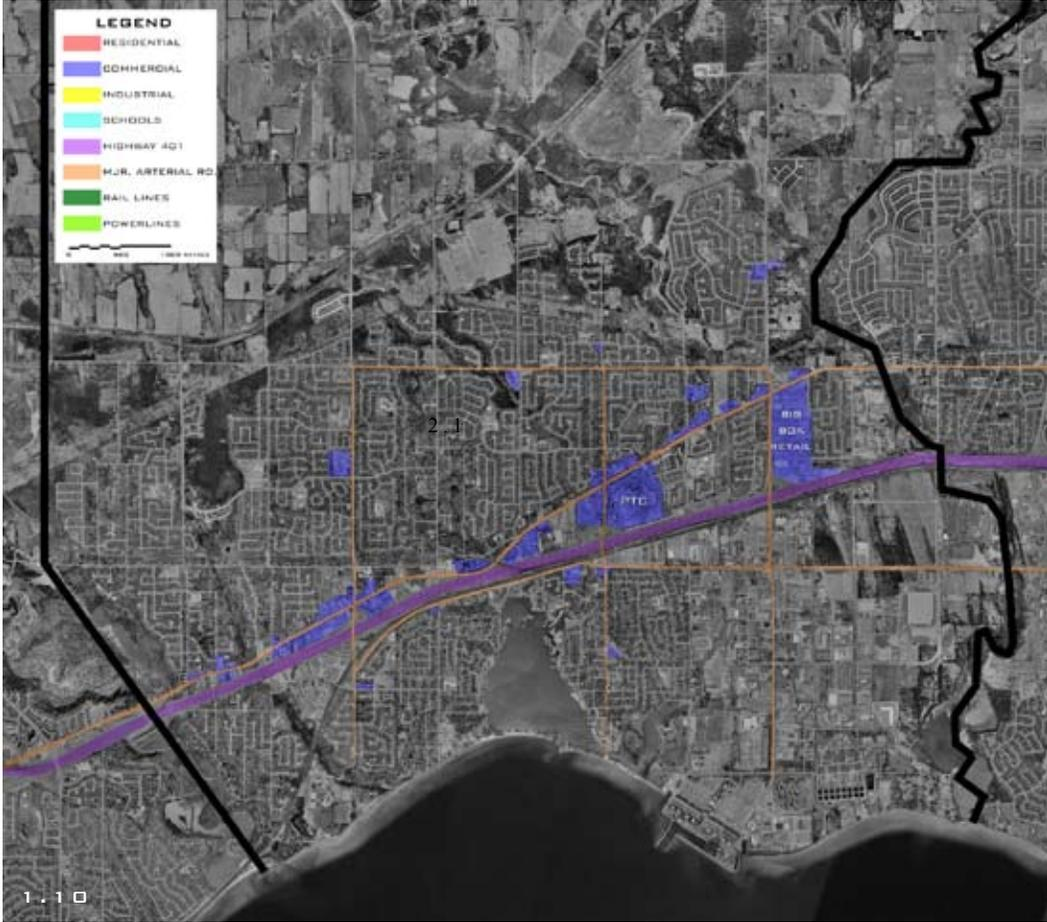 LEGEND
RESIDENTIAL
COMMERCIAL
INDUSTRIAL
SCHOOLS
HIGHWAY 401
MJR. ARTERIAL RD.
RAIL LINES
POWERLINES
0
2.1
BIG
BOX
RETAIL
PTC
1.10